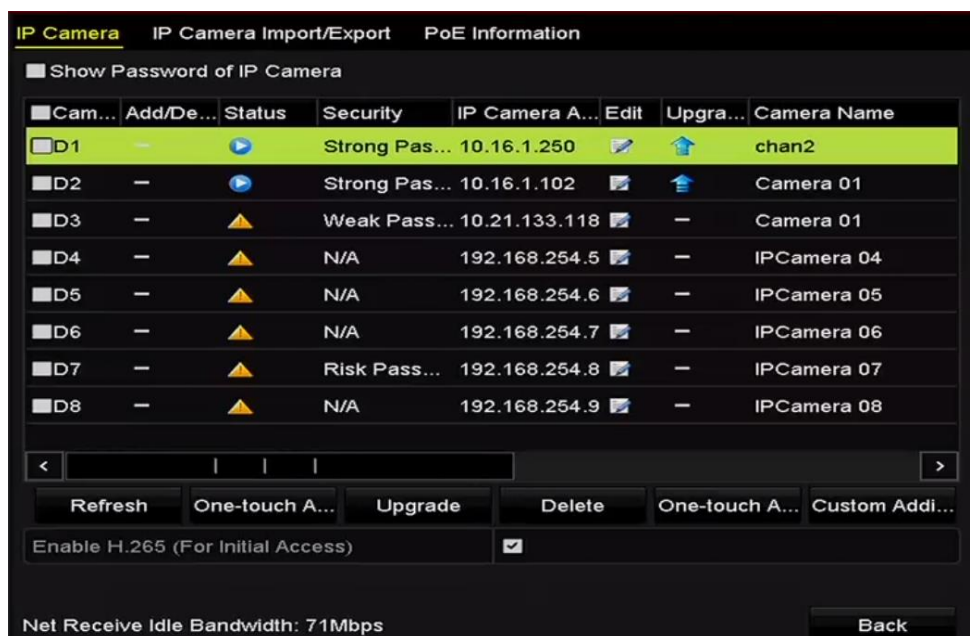 IP Camera IP Camera Import/Export PoE Information
Show Password of IP Camera
Cam... Add/De... Status Security IP Camera A... Edit Upgra... Camera Name
D1 – Strong Pas... 10.16.1.250 chan2
D2 – Strong Pas... 10.16.1.102 Camera 01
D3 – Weak Pass... 10.21.133.118 – Camera 01
D4 – N/A 192.168.254.5 – IPCamera 04
D5 – N/A 192.168.254.6 – IPCamera 05
D6 – N/A 192.168.254.7 – IPCamera 06
D7 – Risk Pass... 192.168.254.8 – IPCamera 07
D8 – N/A 192.168.254.9 – IPCamera 08
< >
Refresh One-touch A... Upgrade Delete One-touch A... Custom Addi...
Enable H.265 (For Initial Access)
Net Receive Idle Bandwidth: 71Mbps Back